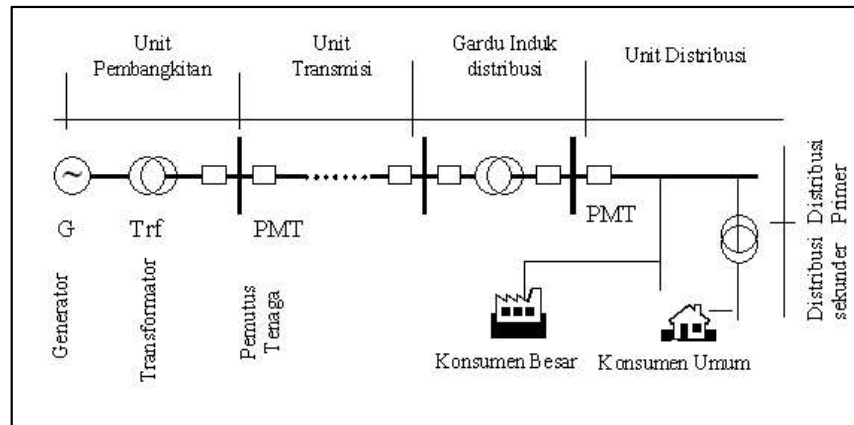 Unit
Pembangkitan
Unit
Transmisi
Gardu Induk
distribusi
Unit Distribusi
~
G
Trf
PMT
PMT
Generator
Transformator
Pemutus
Tenaga
Distribusi
Primer
Distribusi
sekunder
Konsumen Besar
Konsumen Umum